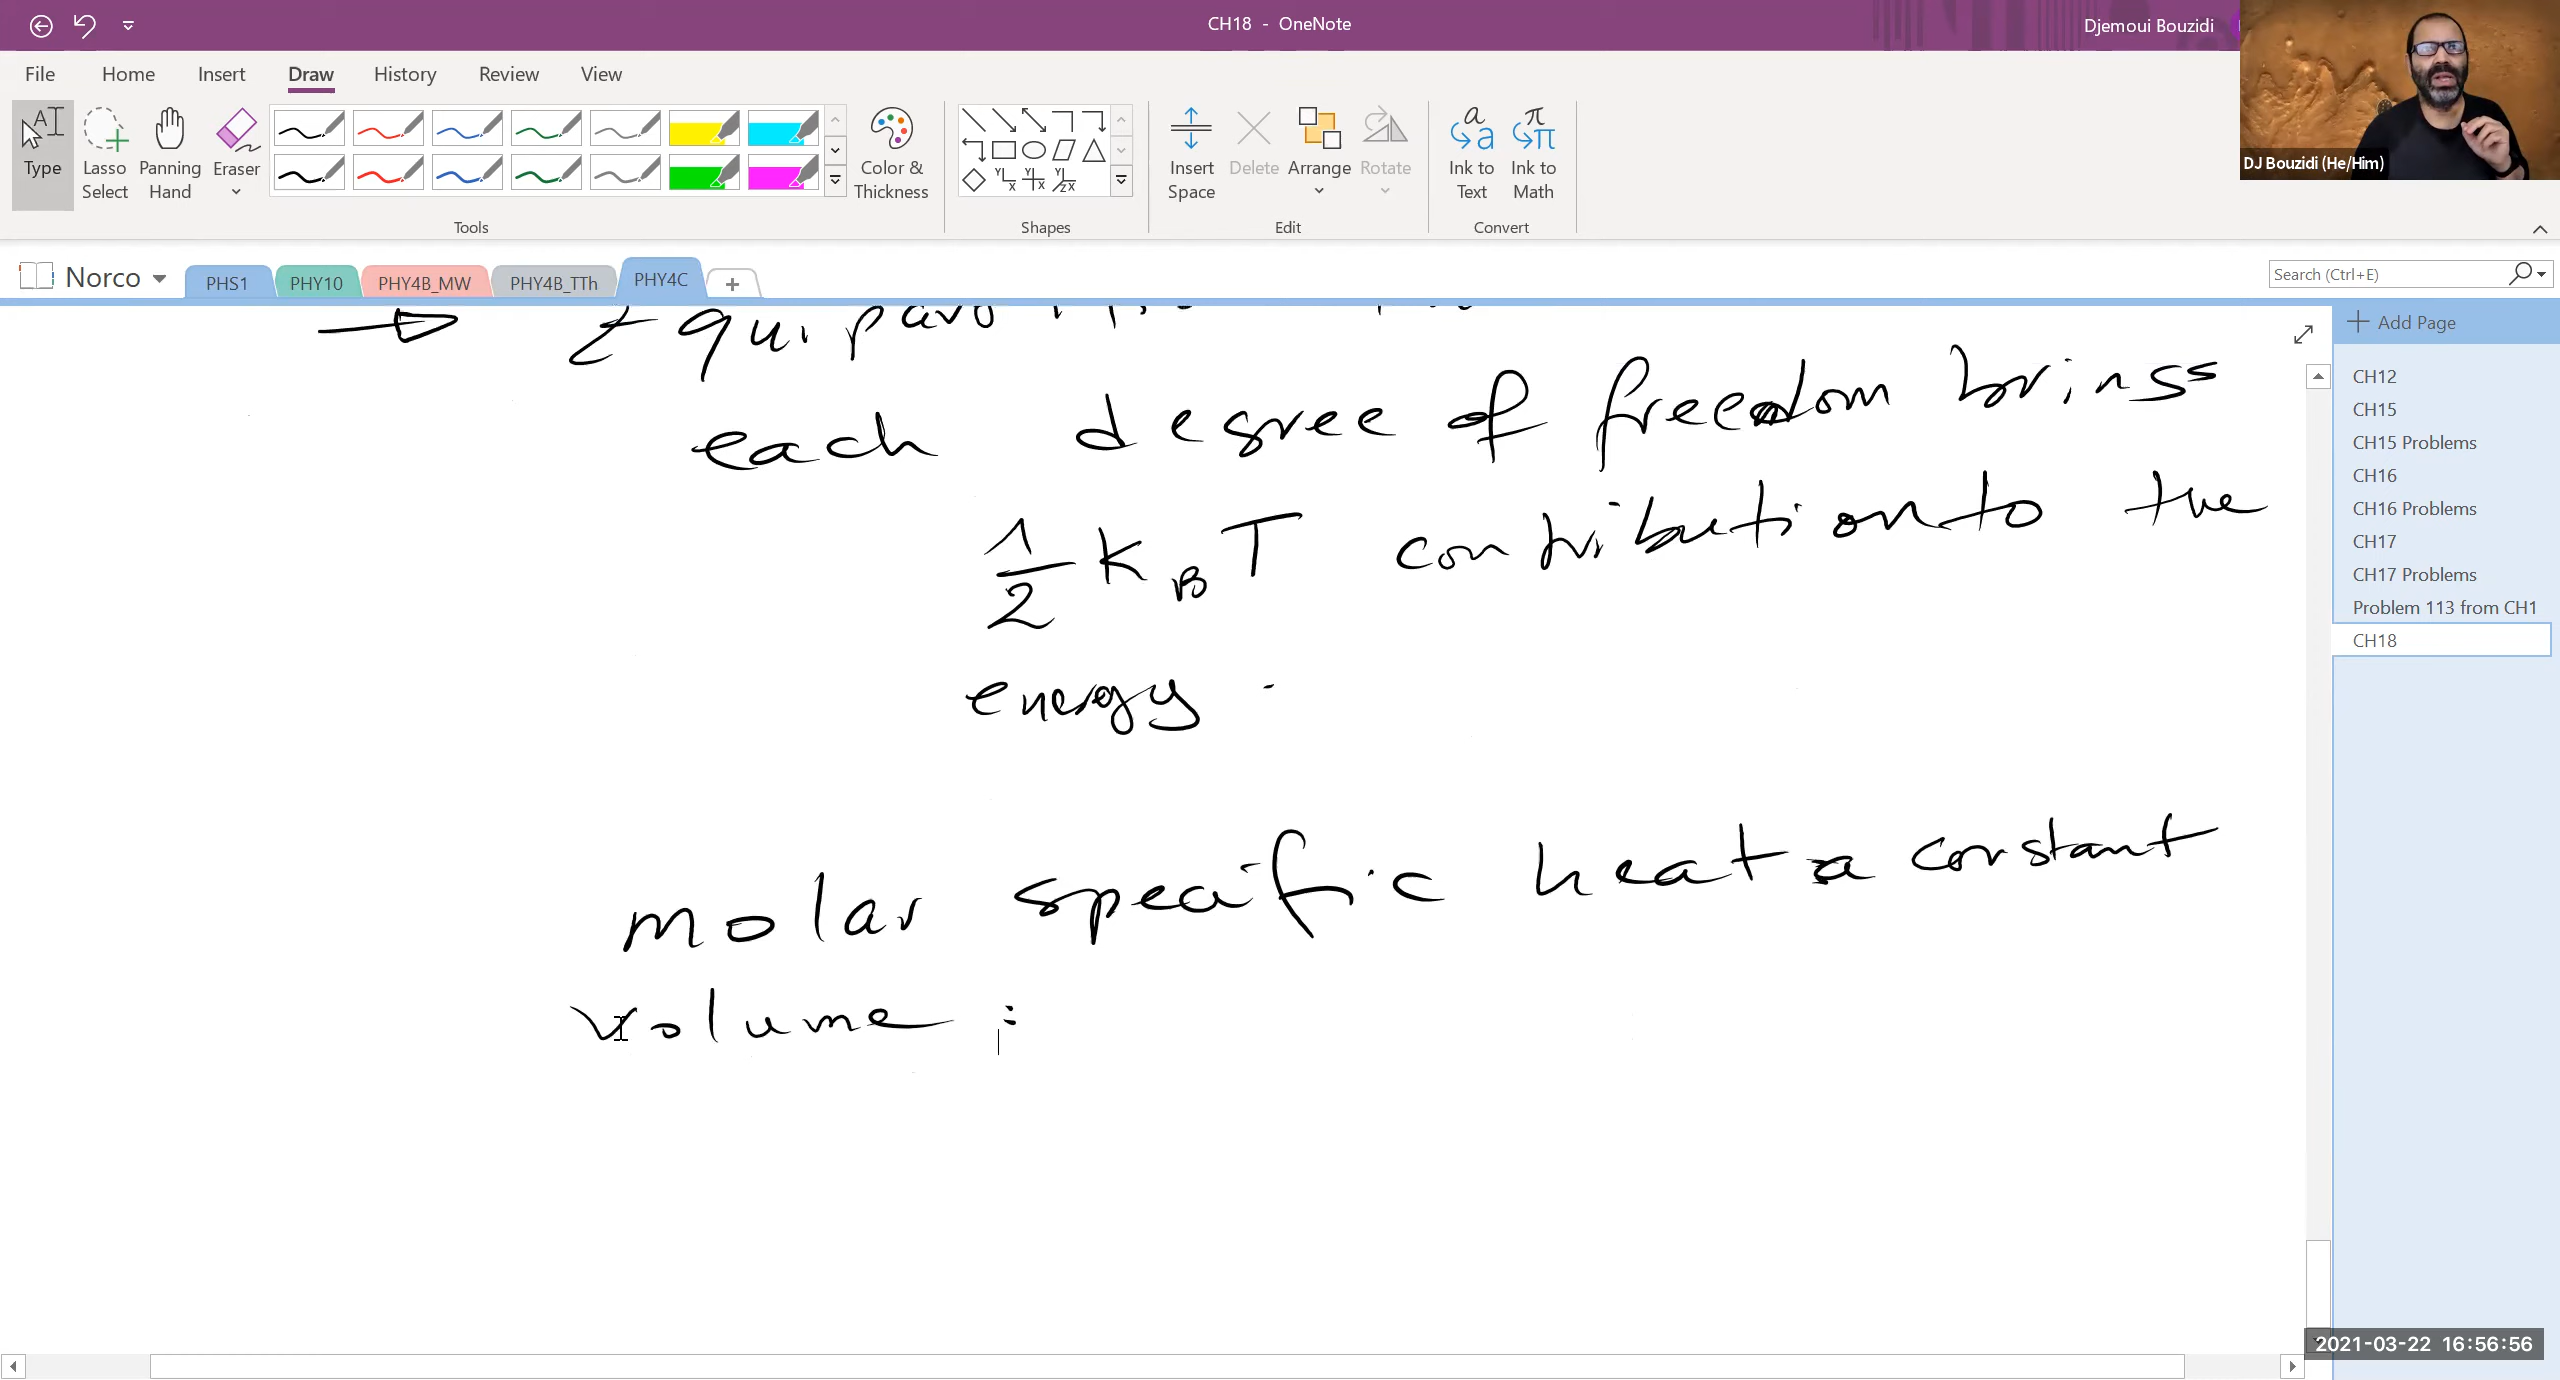 CH18 - OneNote
Djemoui Bouzidi
File Home Insert Draw History Review View
Type
Lasso Select
Panning Hand
Eraser
Color & Thickness
Insert Space
Delete
Arrange
Rotate
Ink to Text
Ink to Math
Tools
Shapes
Edit
Convert
DJ Bouzidi (He/Him)
Norco
PHS1 PHY10 PHY4B_MW PHY4B_TTh PHY4C
Search (Ctrl+E)
each degree of freedom brings
1/2 K_B T contribution to the
energy.
molar specific heat a constant
volume :
Add Page
CH12
CH15
CH15 Problems
CH16
CH16 Problems
CH17
CH17 Problems
Problem 113 from CH1
CH18
2021-03-22 16:56:56